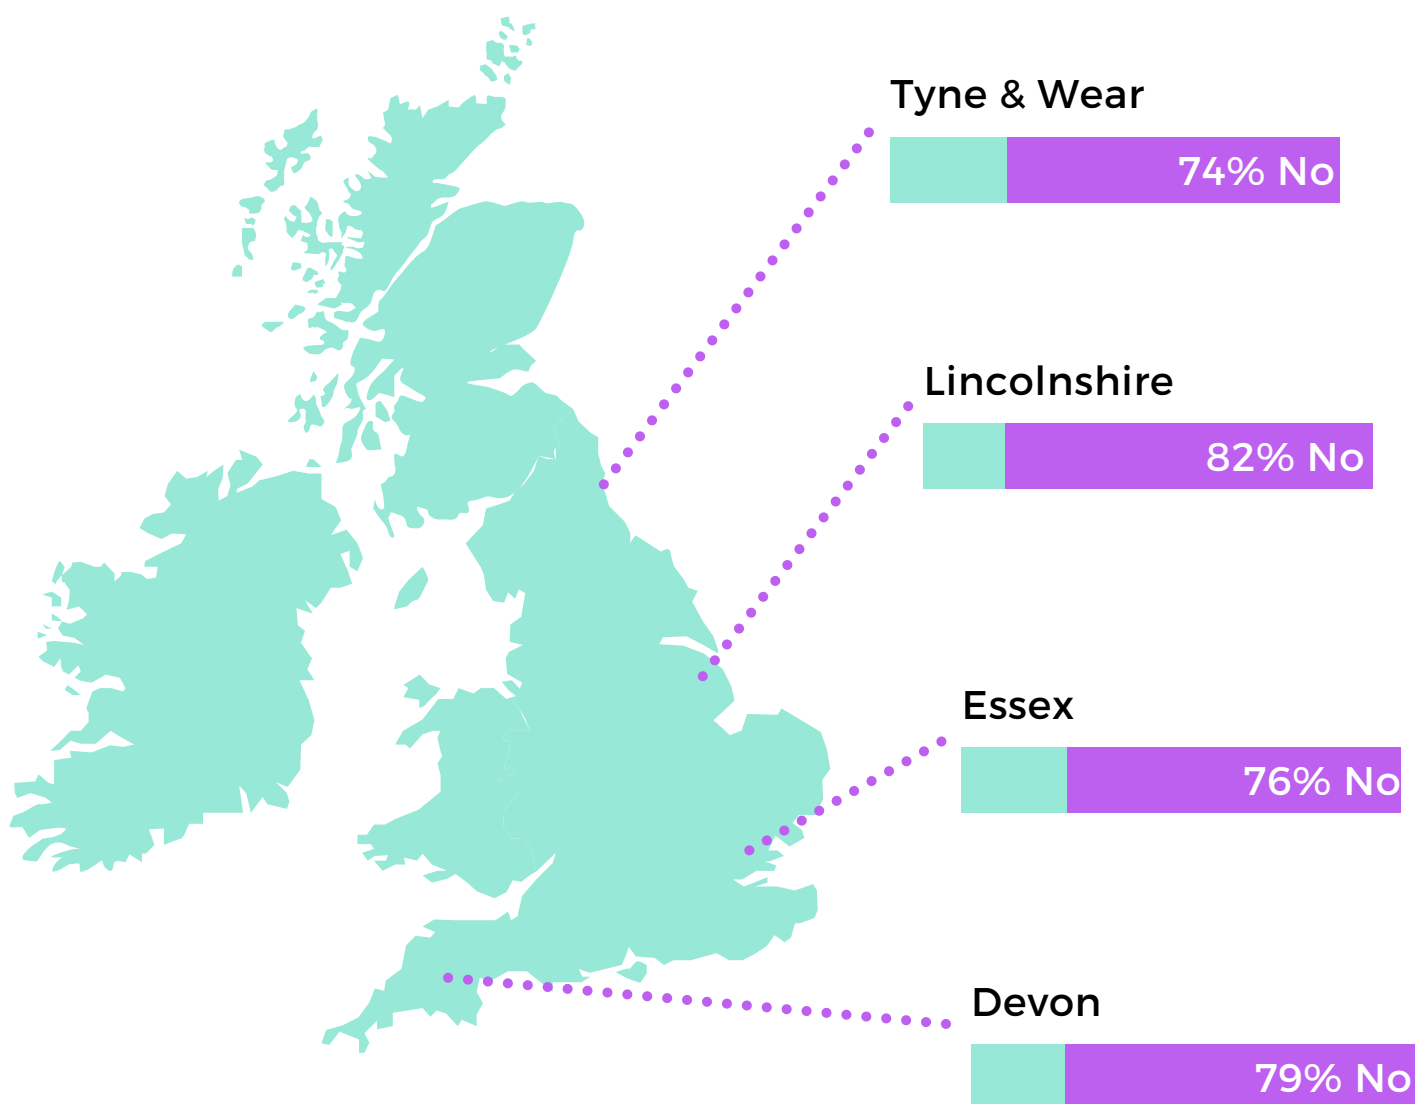 Tyne & Wear
74% No
Lincolnshire
82% No
Essex
76% No
Devon
79% No